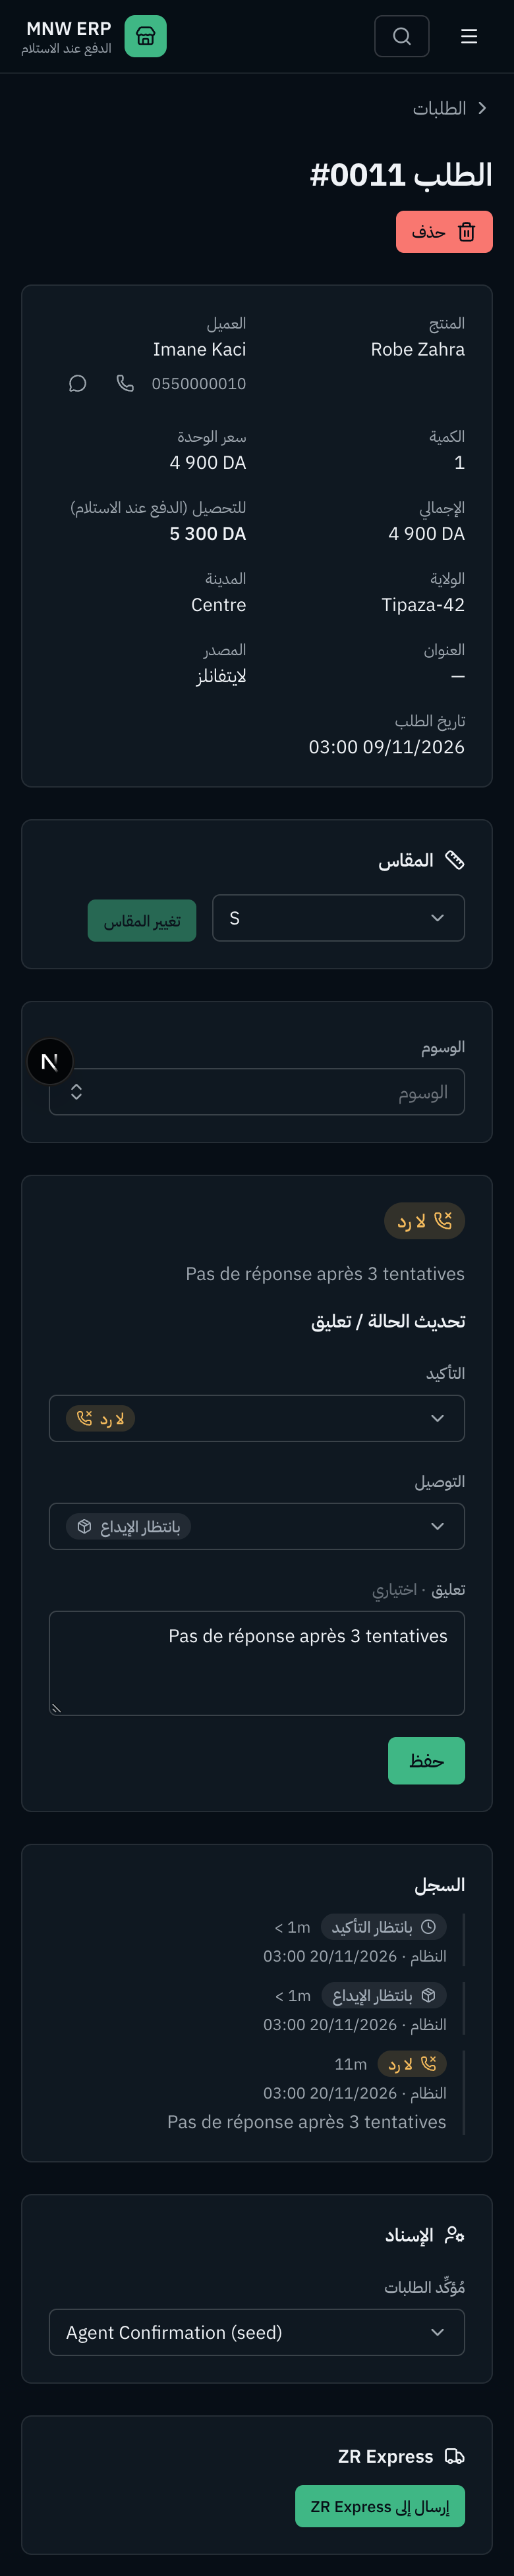 MNW ERP
الدفع عند الاستلام
الطلبات
الطلب 0011#
حذف
المنتج
Robe Zahra
العميل
Imane Kaci
0550000010
الكمية
1
سعر الوحدة
4 900 DA
الإجمالي
4 900 DA
للتحصيل (الدفع عند الاستلام)
5 300 DA
الولاية
Tipaza-42
المدينة
Centre
العنوان
—
المصدر
لايتفانلز
تاريخ الطلب
03:00 09/11/2026
المقاس
S
تغيير المقاس
الوسوم
N
الوسوم
لا رد
Pas de réponse après 3 tentatives
تحديث الحالة / تعليق
التأكيد
لا رد
التوصيل
بانتظار الإيداع
تعليق · اختياري
Pas de réponse après 3 tentatives
حفظ
السجل
بانتظار التأكيد < 1m
النظام · 20/11/2026 03:00
بانتظار الإيداع < 1m
النظام · 20/11/2026 03:00
لا رد 11m
النظام · 20/11/2026 03:00
Pas de réponse après 3 tentatives
الإسناد
مُؤكِّد الطلبات
Agent Confirmation (seed)
ZR Express
إرسال إلى ZR Express